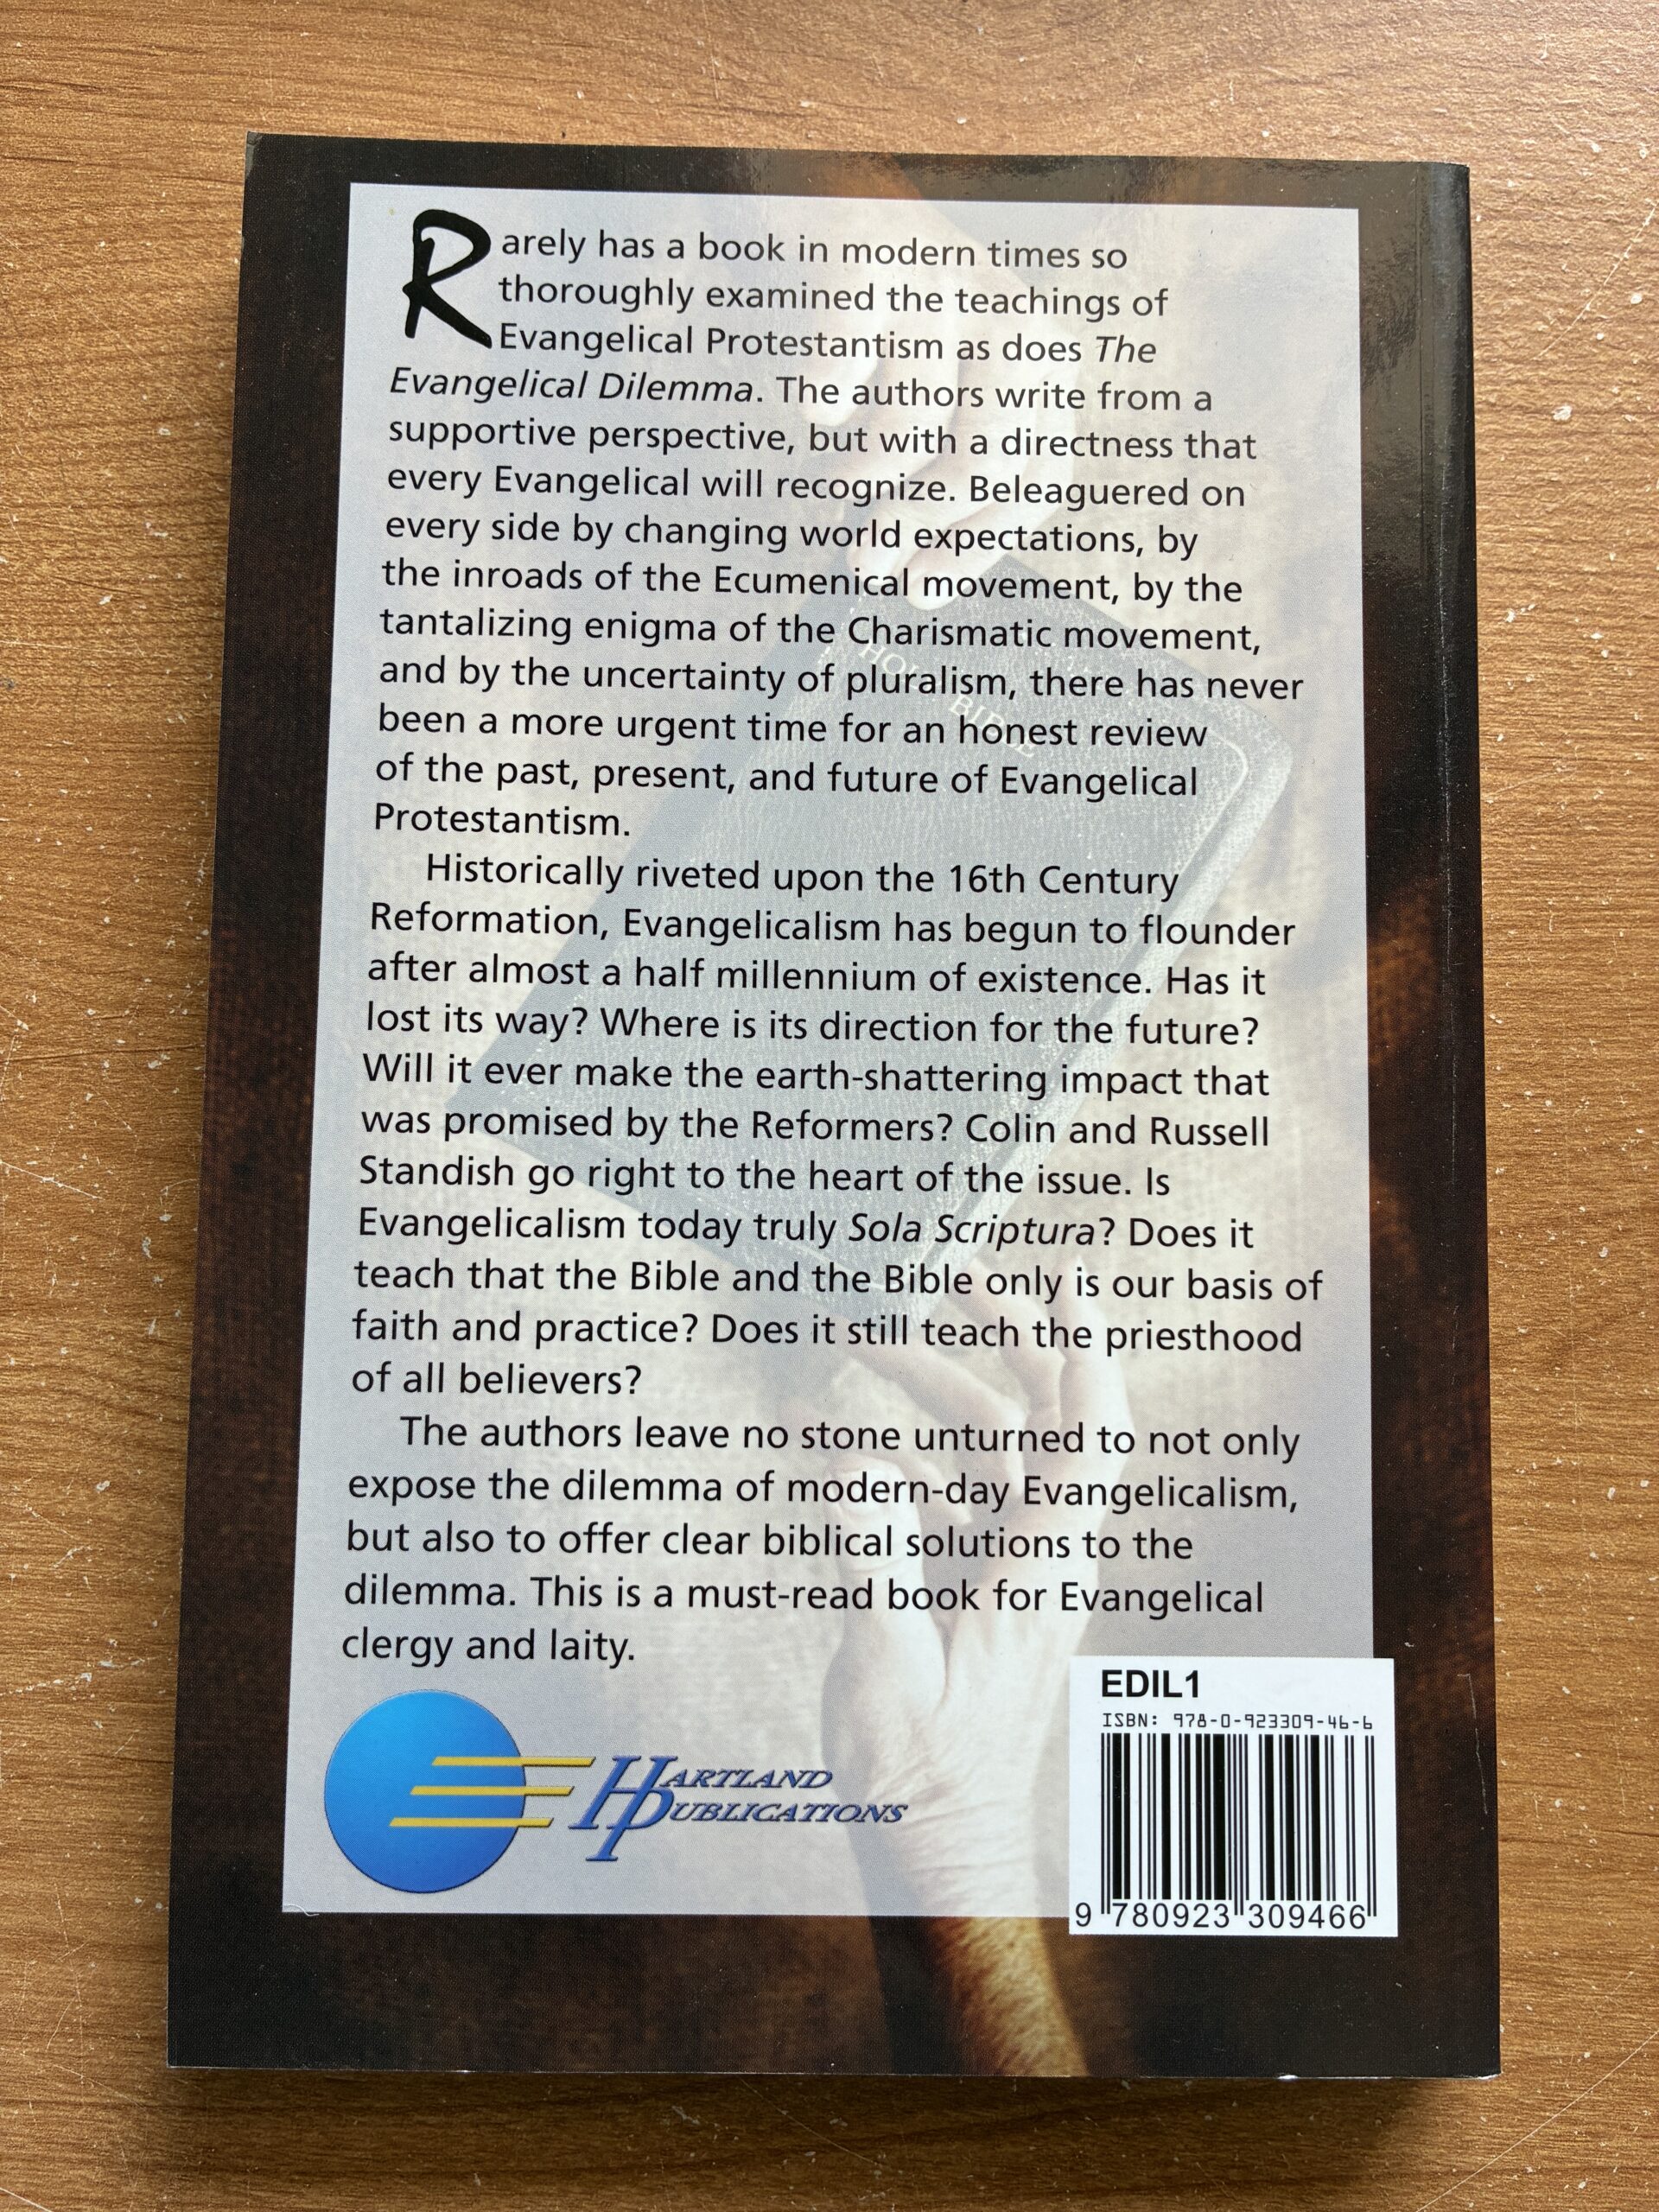 Rarely has a book in modern times so
thoroughly examined the teachings of
Evangelical Protestantism as does The
Evangelical Dilemma. The authors write from a
supportive perspective, but with a directness that
every Evangelical will recognize. Beleaguered on
every side by changing world expectations, by
the inroads of the Ecumenical movement, by the
tantalizing enigma of the Charismatic movement,
and by the uncertainty of pluralism, there has never
been a more urgent time for an honest review
of the past, present, and future of Evangelical
Protestantism.
Historically riveted upon the 16th Century
Reformation, Evangelicalism has begun to flounder
after almost a half millennium of existence. Has it
lost its way? Where is its direction for the future?
Will it ever make the earth-shattering impact that
was promised by the Reformers? Colin and Russell
Standish go right to the heart of the issue. Is
Evangelicalism today truly Sola Scriptura? Does it
teach that the Bible and the Bible only is our basis of
faith and practice? Does it still teach the priesthood
of all believers?
The authors leave no stone unturned to not only
expose the dilemma of modern-day Evangelicalism,
but also to offer clear biblical solutions to the
dilemma. This is a must-read book for Evangelical
clergy and laity.
HOLY
BIBLE
HARTLAND
PUBLICATIONS
EDIL1
ISBN: 978-0-923309-46-6
9 780923 309466